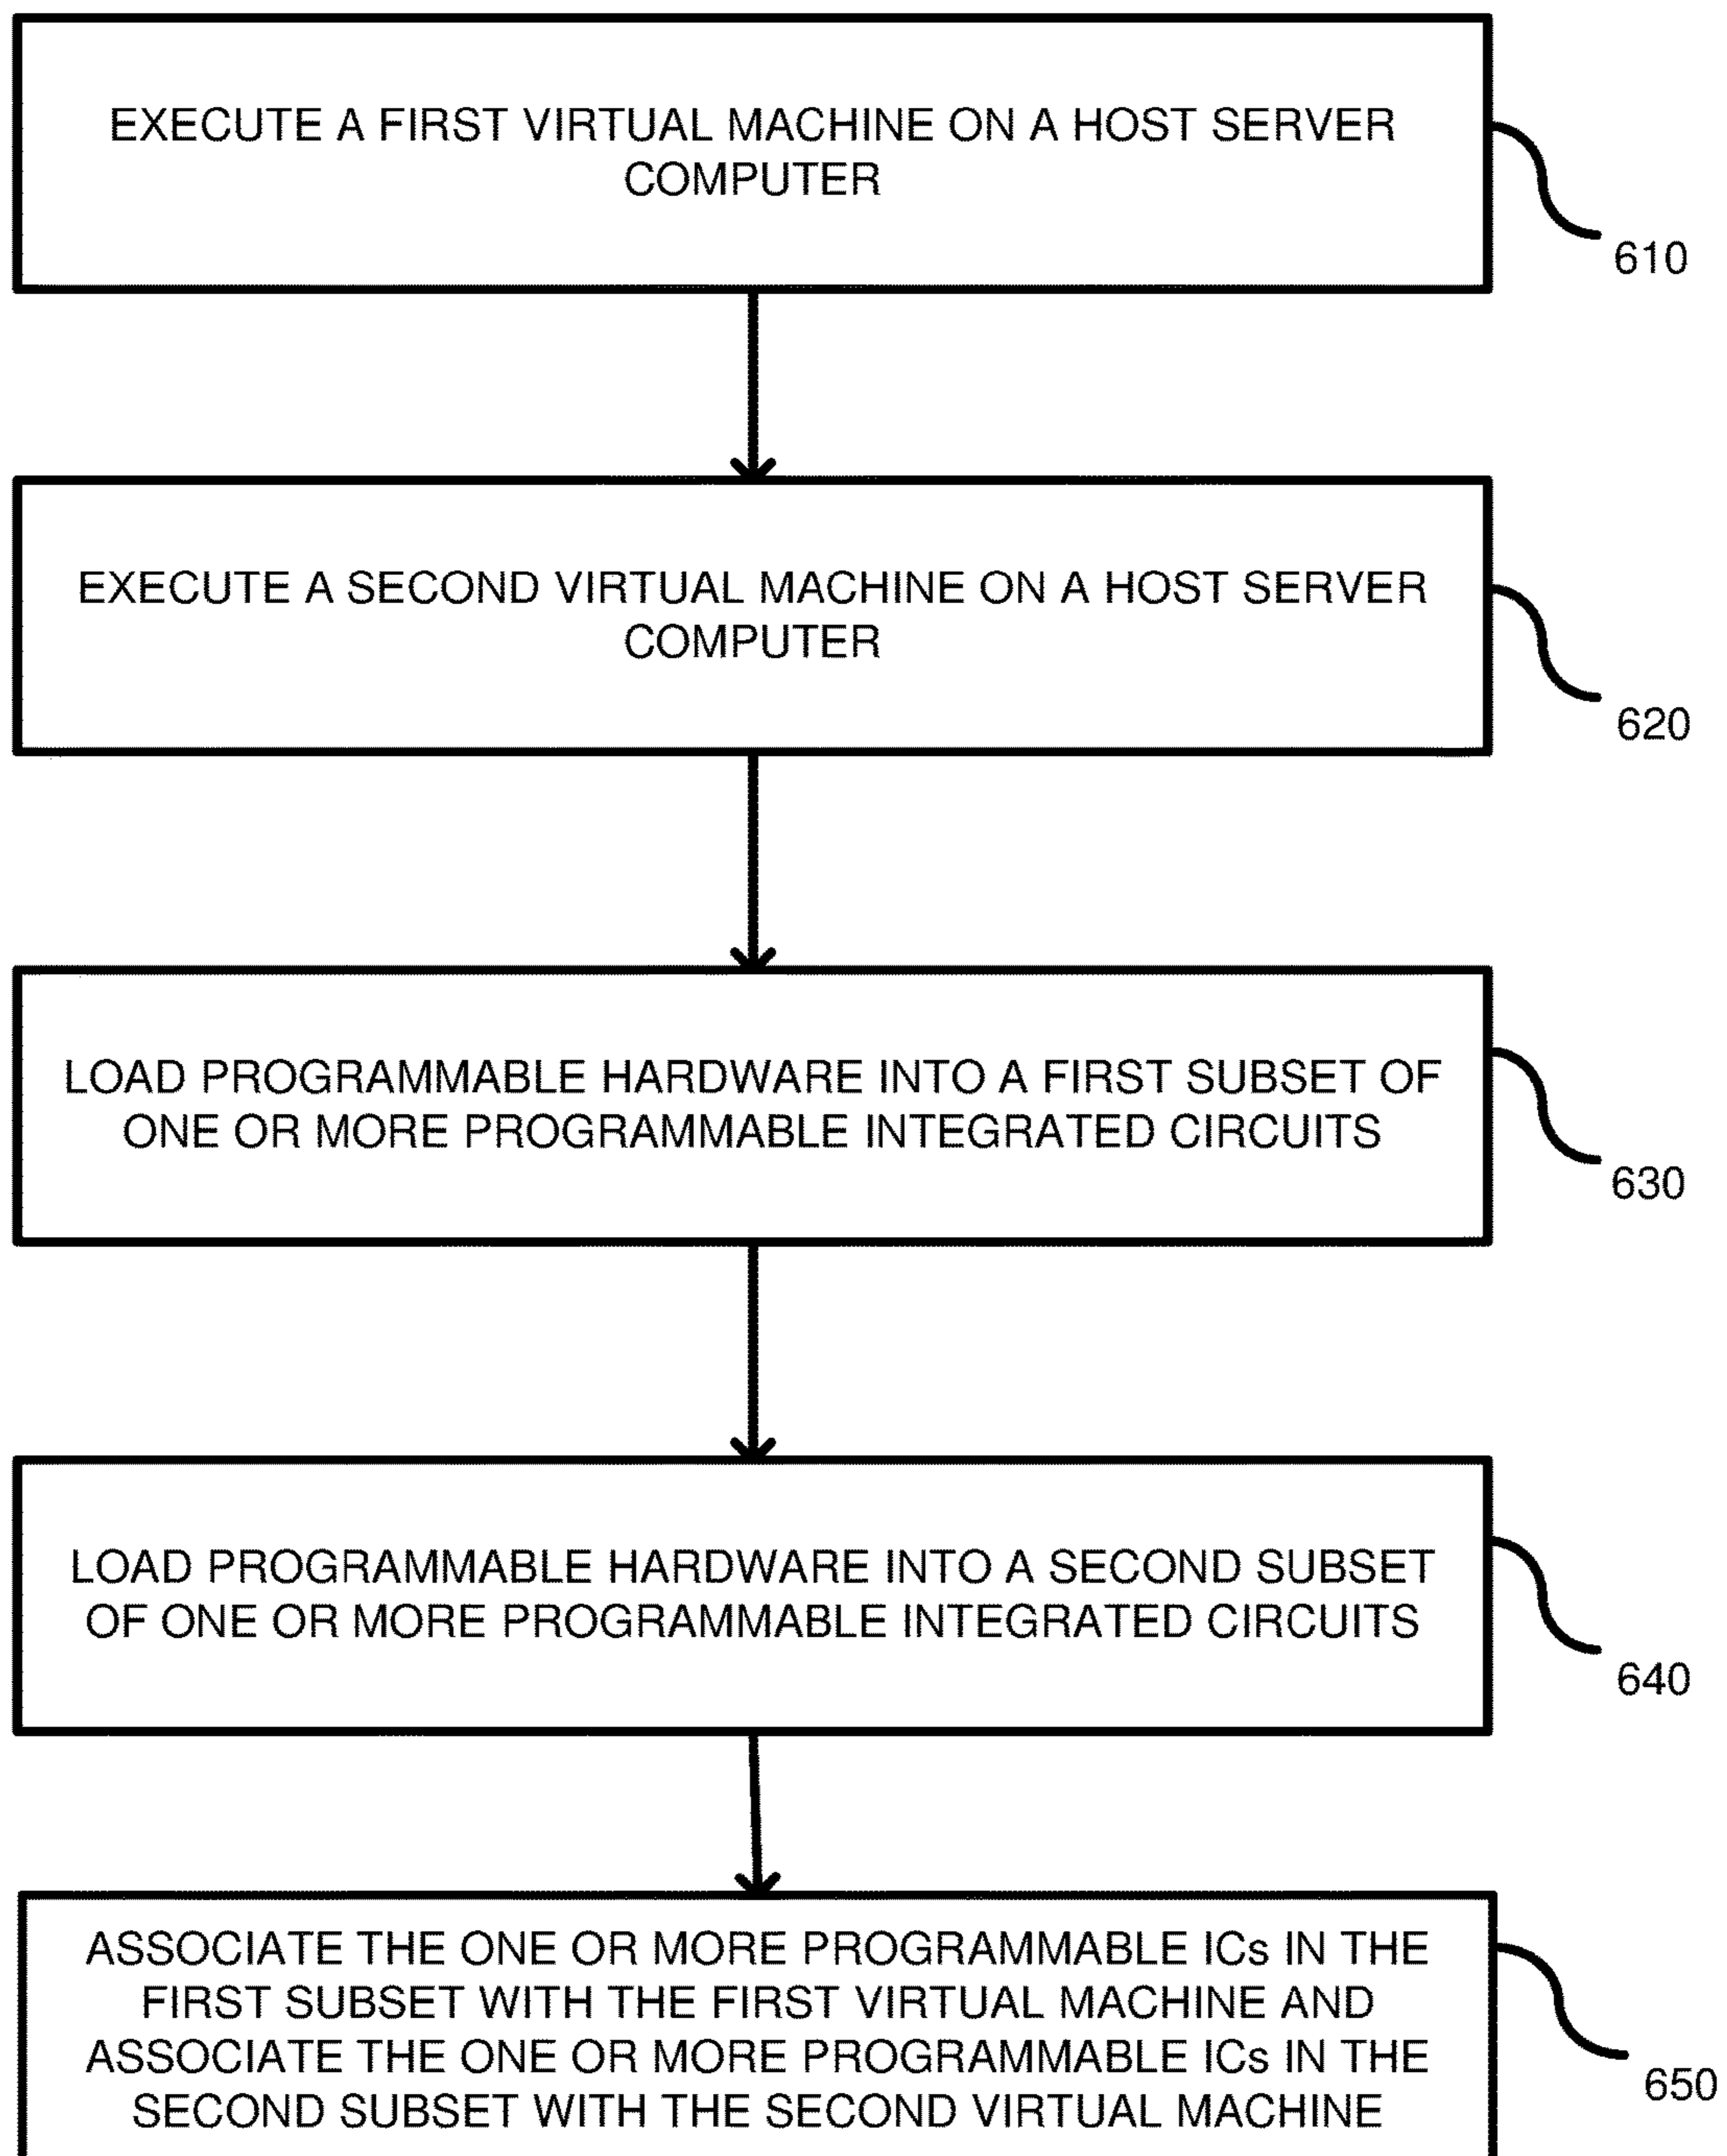 EXECUTE A FIRST VIRTUAL MACHINE ON A HOST SERVER
COMPUTER
610
EXECUTE A SECOND VIRTUAL MACHINE ON A HOST SERVER
COMPUTER
620
LOAD PROGRAMMABLE HARDWARE INTO A FIRST SUBSET OF
ONE OR MORE PROGRAMMABLE INTEGRATED CIRCUITS
630
LOAD PROGRAMMABLE HARDWARE INTO A SECOND SUBSET
OF ONE OR MORE PROGRAMMABLE INTEGRATED CIRCUITS
640
ASSOCIATE THE ONE OR MORE PROGRAMMABLE ICs IN THE
FIRST SUBSET WITH THE FIRST VIRTUAL MACHINE AND
ASSOCIATE THE ONE OR MORE PROGRAMMABLE ICs IN THE
SECOND SUBSET WITH THE SECOND VIRTUAL MACHINE
650